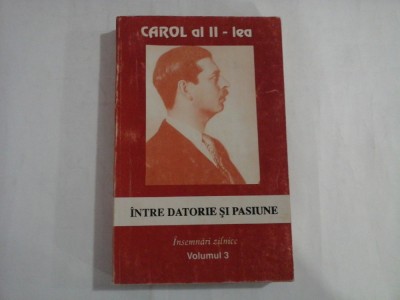 CAROL al II - lea
ÎNTRE DATORIE ȘI PASIUNE
Însemnări zilnice
Volumul 3